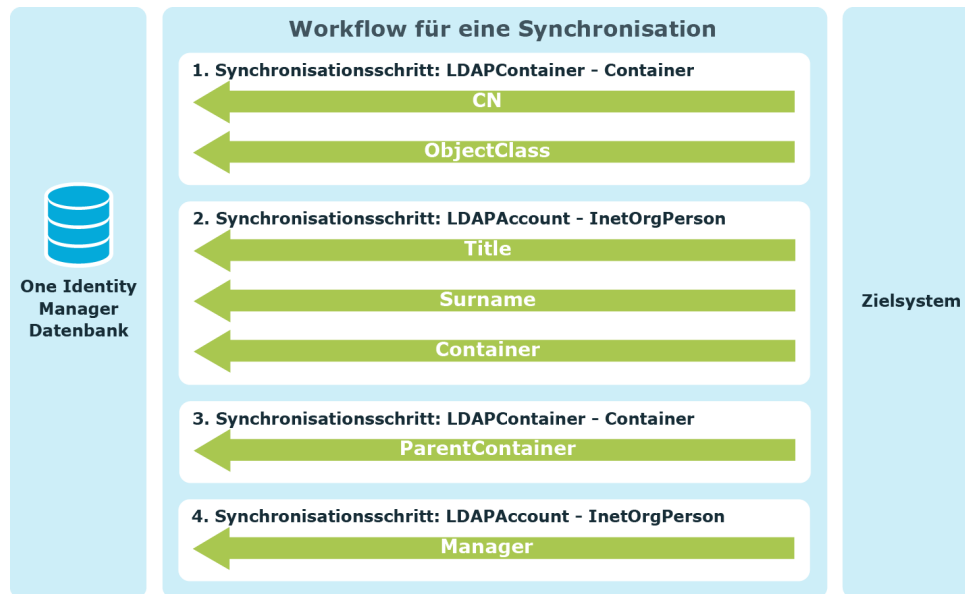 Workflow für eine Synchronisation
1. Synchronisationsschritt: LDAPContainer - Container
CN
ObjectClass
2. Synchronisationsschritt: LDAPAccount - InetOrgPerson
Title
Surname
Container
3. Synchronisationsschritt: LDAPContainer - Container
ParentContainer
4. Synchronisationsschritt: LDAPAccount - InetOrgPerson
Manager
One Identity
Manager
Datenbank
Zielsystem